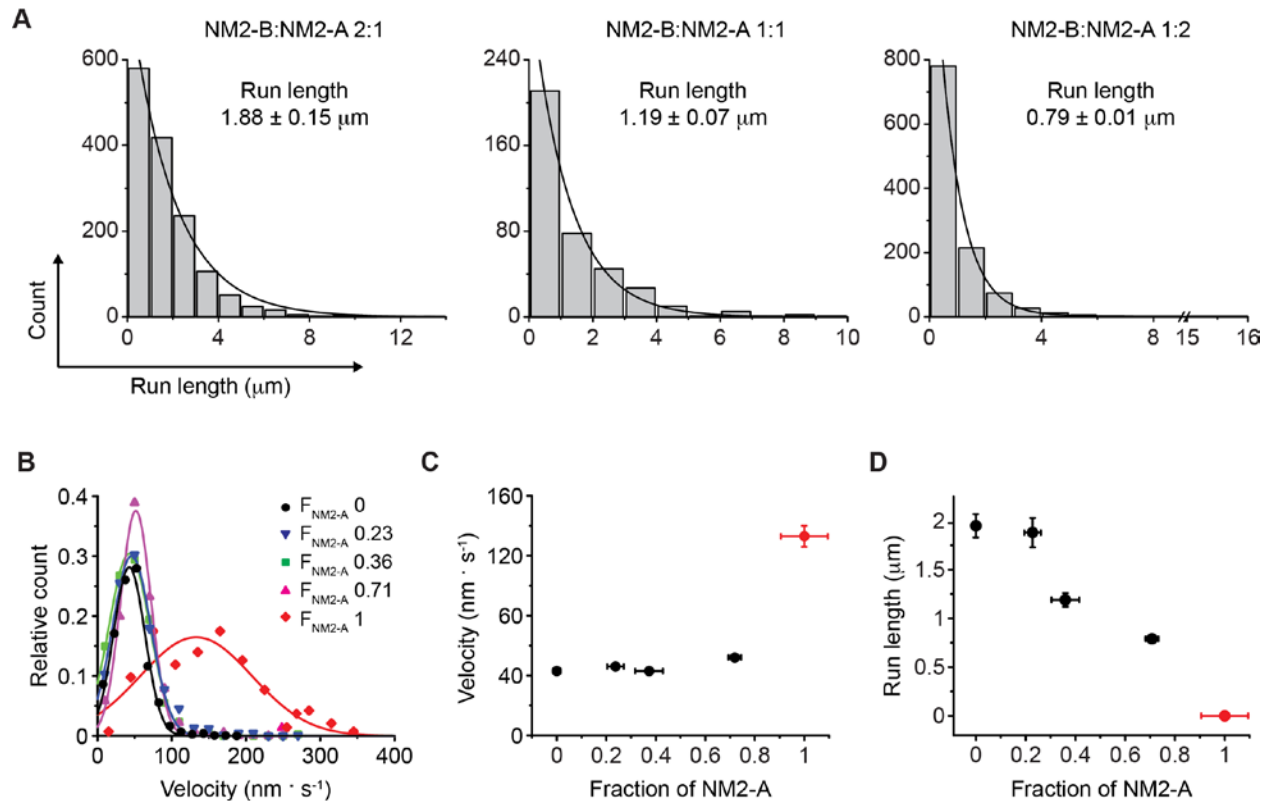 A
NM2-B:NM2-A 2:1
NM2-B:NM2-A 1:1
NM2-B:NM2-A 1:2
600
400
200
0
Run length
1.88 ± 0.15 μm
0
4
8
12
240
160
80
0
Run length
1.19 ± 0.07 μm
0
2
4
6
8
10
800
600
400
200
0
Run length
0.79 ± 0.01 μm
0
4
8
15
16
Count
Run length (μm)
B
0.4
0.3
0.2
0.1
0
Relative count
F NM2-A 0
F NM2-A 0.23
F NM2-A 0.36
F NM2-A 0.71
F NM2-A 1
0
100
200
300
400
Velocity (nm · s⁻¹)
C
160
120
160
80
40
0
Velocity (nm · s⁻¹)
0
0.2
0.4
0.6
0.8
1
Fraction of NM2-A
D
2
1.5
1
0.5
0
Run length (μm)
0
0.2
0.4
0.6
0.8
1
Fraction of NM2-A